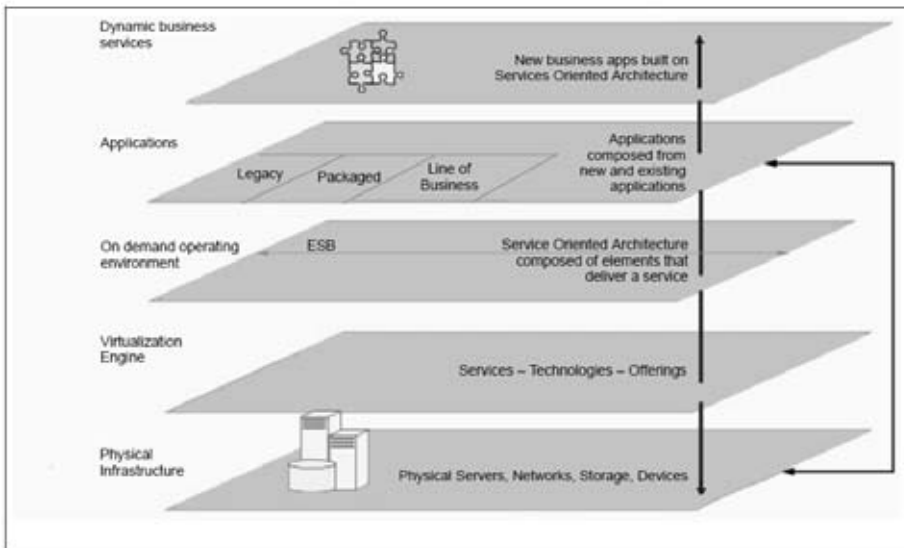 Dynamic business
services
New business apps built on
Services Oriented Architecture
Applications
Legacy
Packaged
Line of
Business
Applications
composed from
new and existing
applications
On demand operating
environment
ESB
Service Oriented Architecture
composed of elements that
deliver a service
Virtualization
Engine
Services – Technologies – Offerings
Physical
Infrastructure
Physical Servers, Networks, Storage, Devices